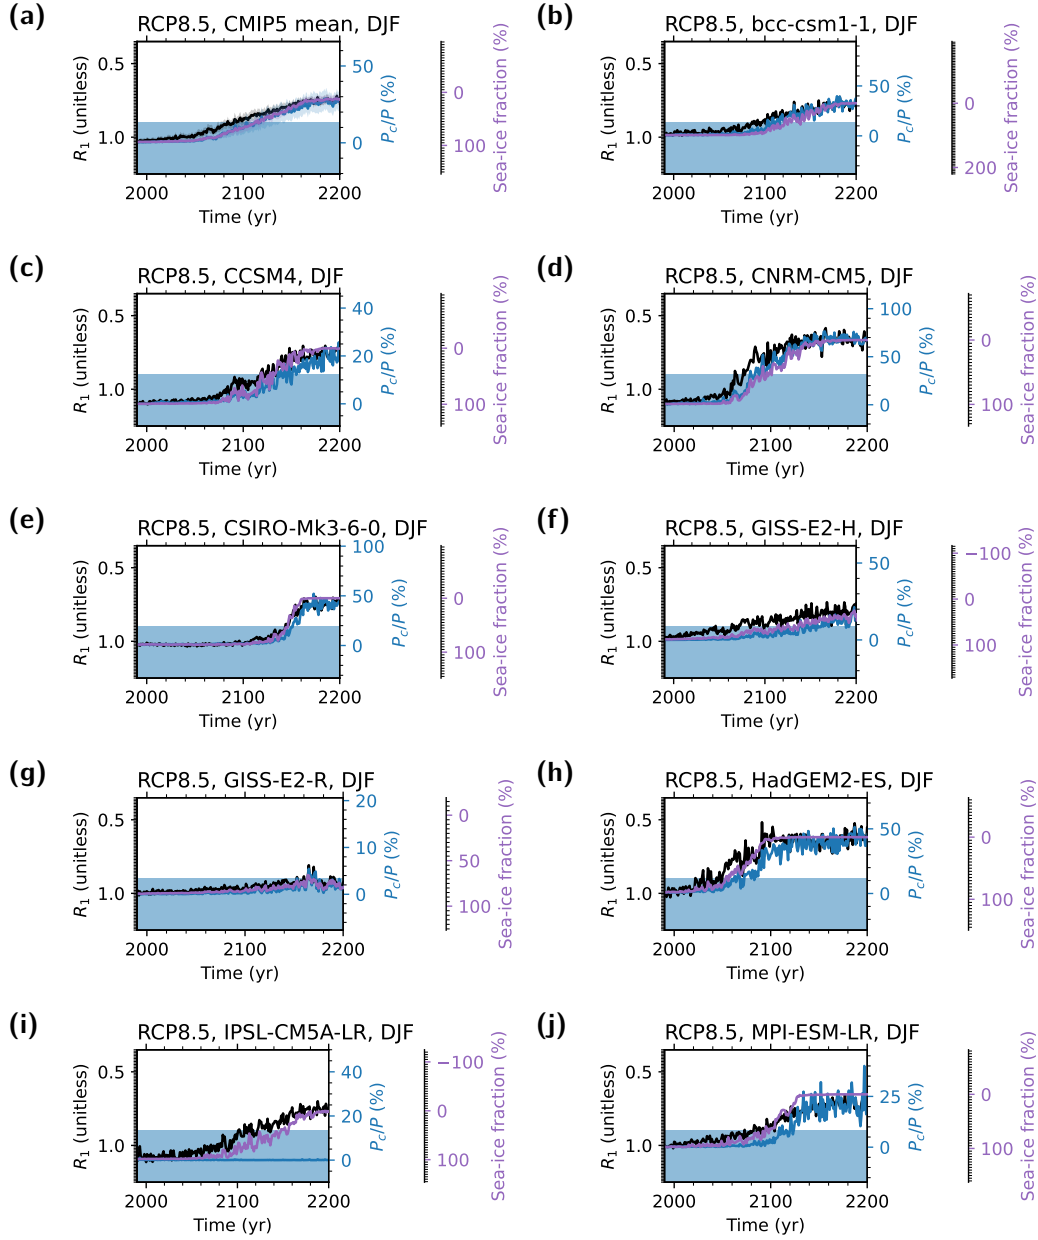 (a)
RCP8.5, CMIP5 mean, DJF
R1 (unitless)
0.5
1.0
50
0
Pc/P (%)
0
100
Sea-ice fraction (%)
2000 2100 2200
Time (yr)
(b)
RCP8.5, bcc-csm1-1, DJF
R1 (unitless)
0.5
1.0
50
0
Pc/P (%)
0
200
Sea-ice fraction (%)
2000 2100 2200
Time (yr)
(c)
RCP8.5, CCSM4, DJF
R1 (unitless)
0.5
1.0
40
20
0
Pc/P (%)
0
100
Sea-ice fraction (%)
2000 2100 2200
Time (yr)
(d)
RCP8.5, CNRM-CM5, DJF
R1 (unitless)
0.5
1.0
100
50
0
Pc/P (%)
0
100
Sea-ice fraction (%)
2000 2100 2200
Time (yr)
(e)
RCP8.5, CSIRO-Mk3-6-0, DJF
R1 (unitless)
0.5
1.0
100
50
0
Pc/P (%)
0
100
Sea-ice fraction (%)
2000 2100 2200
Time (yr)
(f)
RCP8.5, GISS-E2-H, DJF
R1 (unitless)
0.5
1.0
50
0
Pc/P (%)
−100
0
100
Sea-ice fraction (%)
2000 2100 2200
Time (yr)
(g)
RCP8.5, GISS-E2-R, DJF
R1 (unitless)
0.5
1.0
20
10
0
Pc/P (%)
0
50
100
Sea-ice fraction (%)
2000 2100 2200
Time (yr)
(h)
RCP8.5, HadGEM2-ES, DJF
R1 (unitless)
0.5
1.0
50
0
Pc/P (%)
0
100
Sea-ice fraction (%)
2000 2100 2200
Time (yr)
(i)
RCP8.5, IPSL-CM5A-LR, DJF
R1 (unitless)
0.5
1.0
40
20
0
Pc/P (%)
−100
0
100
Sea-ice fraction (%)
2000 2100 2200
Time (yr)
(j)
RCP8.5, MPI-ESM-LR, DJF
R1 (unitless)
0.5
1.0
25
0
Pc/P (%)
0
100
Sea-ice fraction (%)
2000 2100 2200
Time (yr)